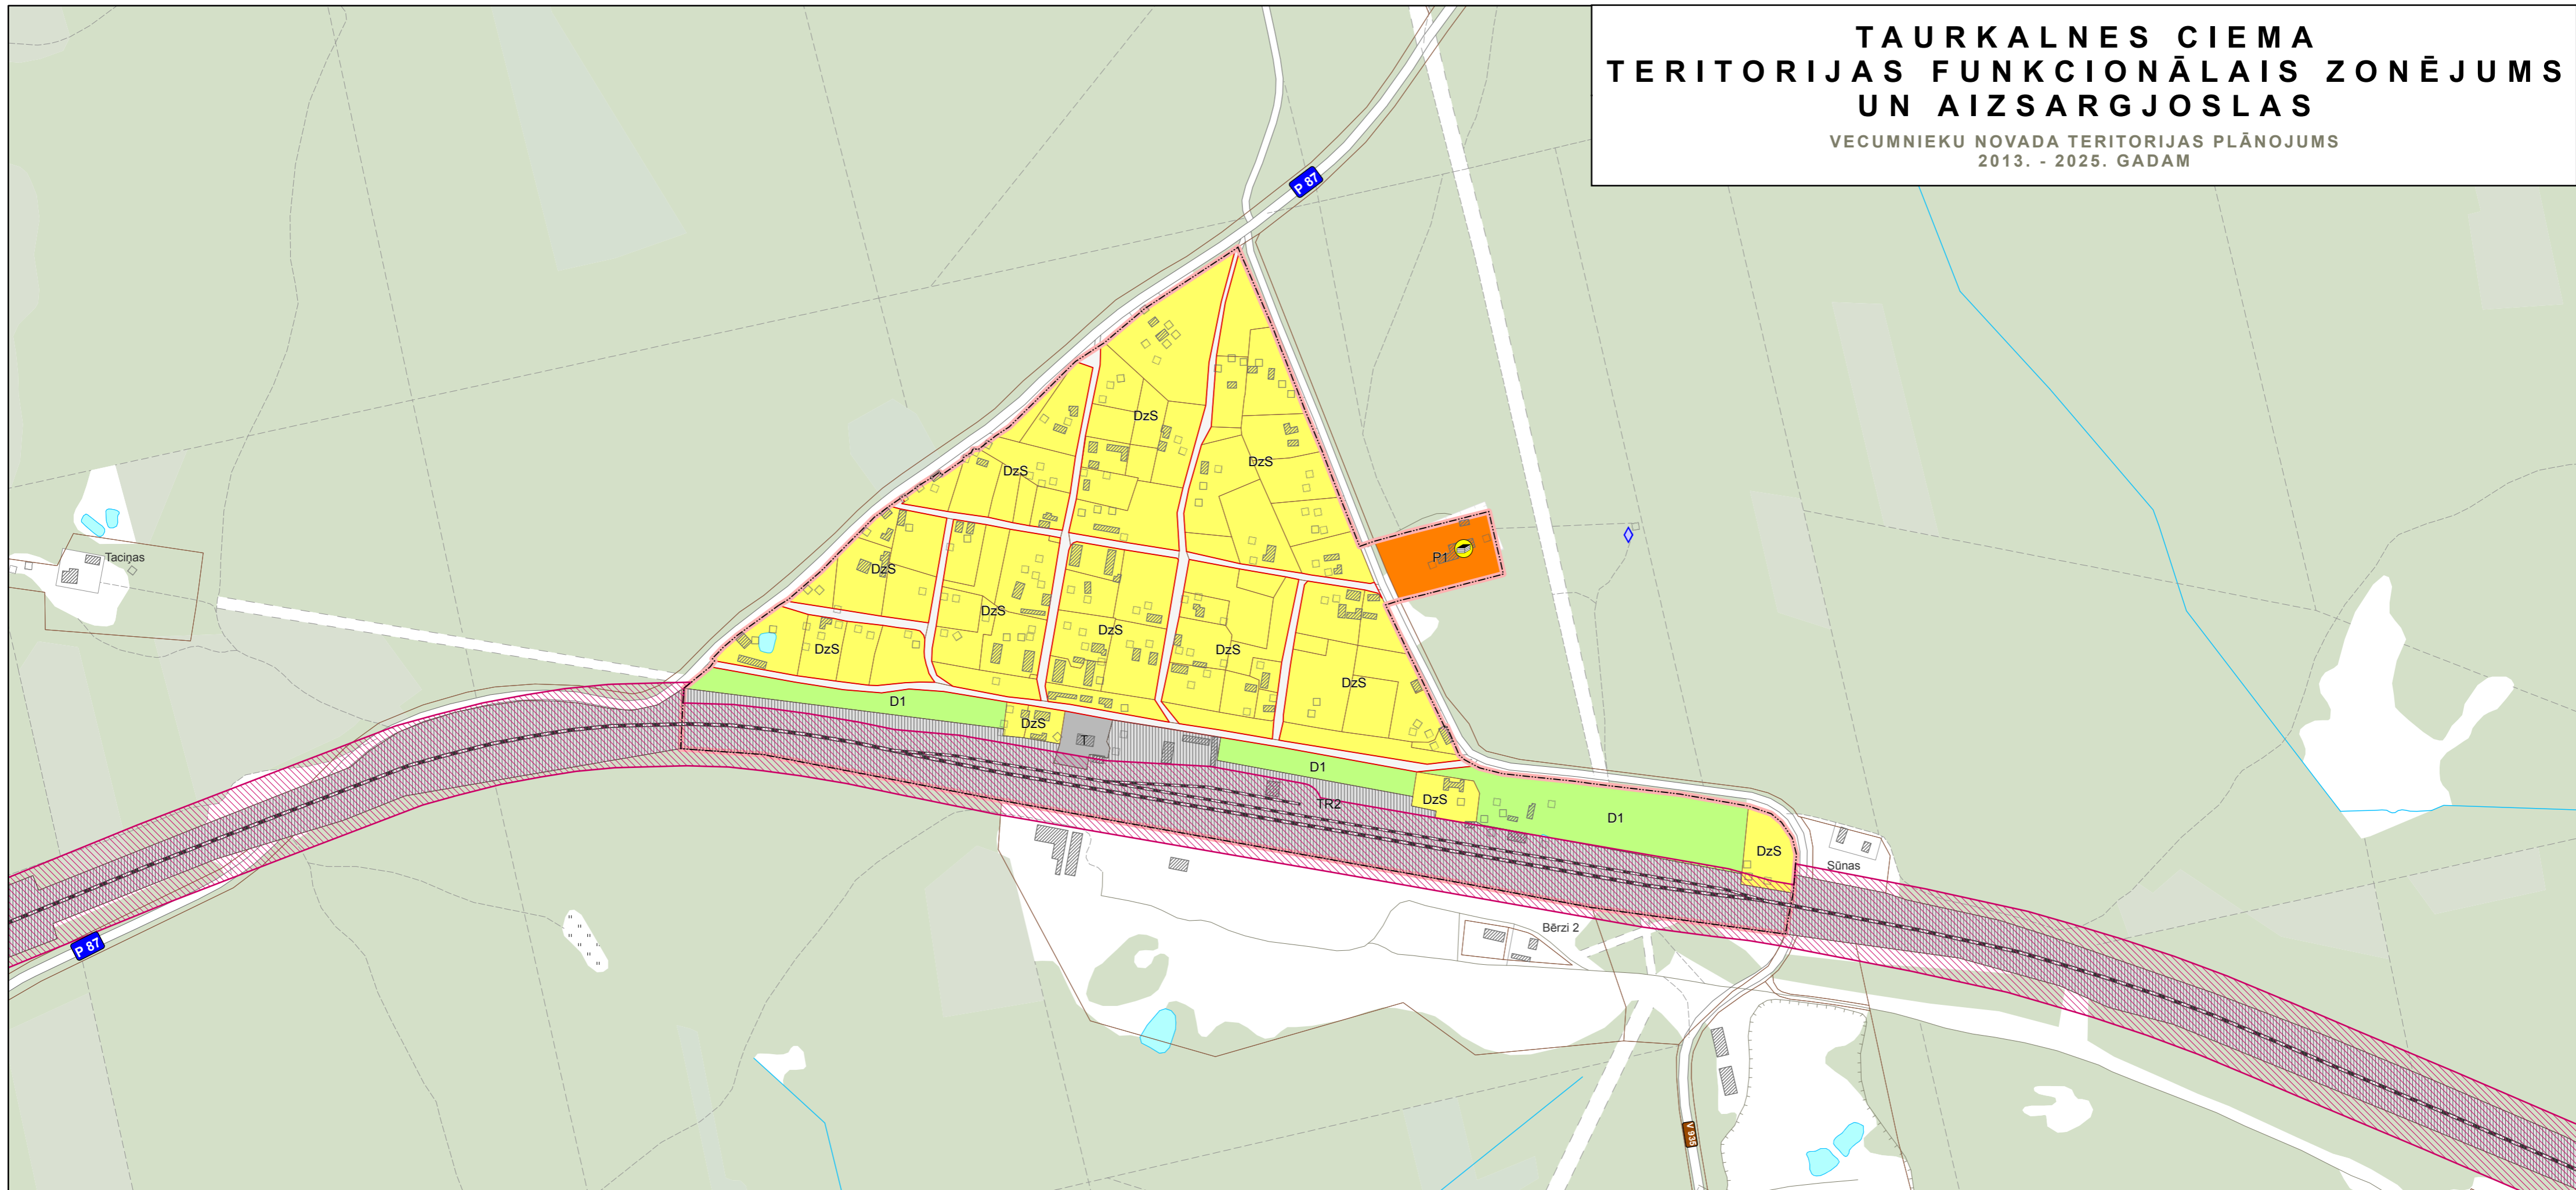 TAURKALNES CIEMA
TERITORIJAS FUNKCIONĀLAIS ZONĒJUMS
UN AIZSARGJOSLAS
VECUMNIEKU NOVADA TERITORIJAS PLĀNOJUMS
2013. - 2025. GADAM
P 87
DzS
DzS
DzS
P1
Taciņas
DzS
DzS
DzS
DzS
DzS
DzS
D1
DzS
T
D1
TR2
DzS
D1
DzS
Sūnas
Bērzi 2
P 87
V 935